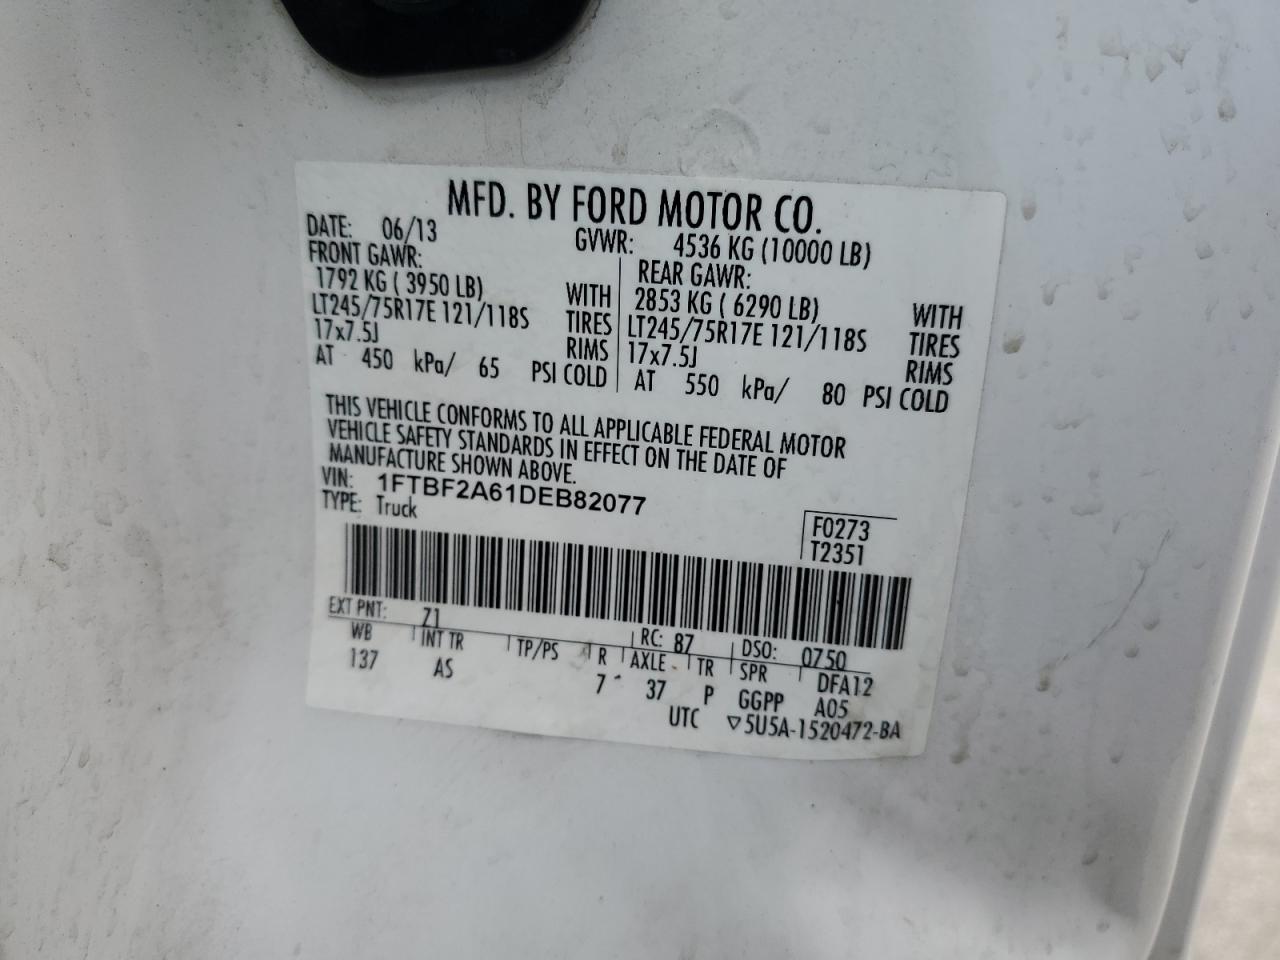 MFD. BY FORD MOTOR CO.
DATE: 06/13 GVWR: 4536 KG (10000 LB)
FRONT GAWR: REAR GAWR:
1792 KG ( 3950 LB) WITH 2853 KG ( 6290 LB) WITH
LT245/75R17E 121/118S TIRES LT245/75R17E 121/118S TIRES
17x7.5J RIMS 17x7.5J RIMS
AT 450 kPa/ 65 PSI COLD AT 550 kPa/ 80 PSI COLD
THIS VEHICLE CONFORMS TO ALL APPLICABLE FEDERAL MOTOR
VEHICLE SAFETY STANDARDS IN EFFECT ON THE DATE OF
MANUFACTURE SHOWN ABOVE.
VIN: 1FTBF2A61DEB82077
TYPE: Truck
F0273
T2351
EXT PNT: Z1 RC: 87 DSO: 0750
WB INT TR TP/PS R AXLE TR SPR DFA12
137 AS 7 37 P GGPP A05
UTC ▽5U5A-1520472-BA